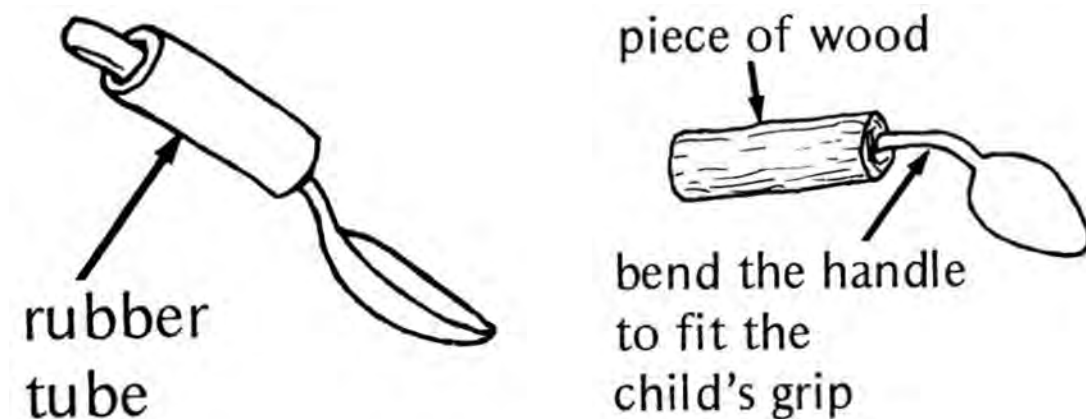 rubber
tube
piece of wood
bend the handle
to fit the
child's grip